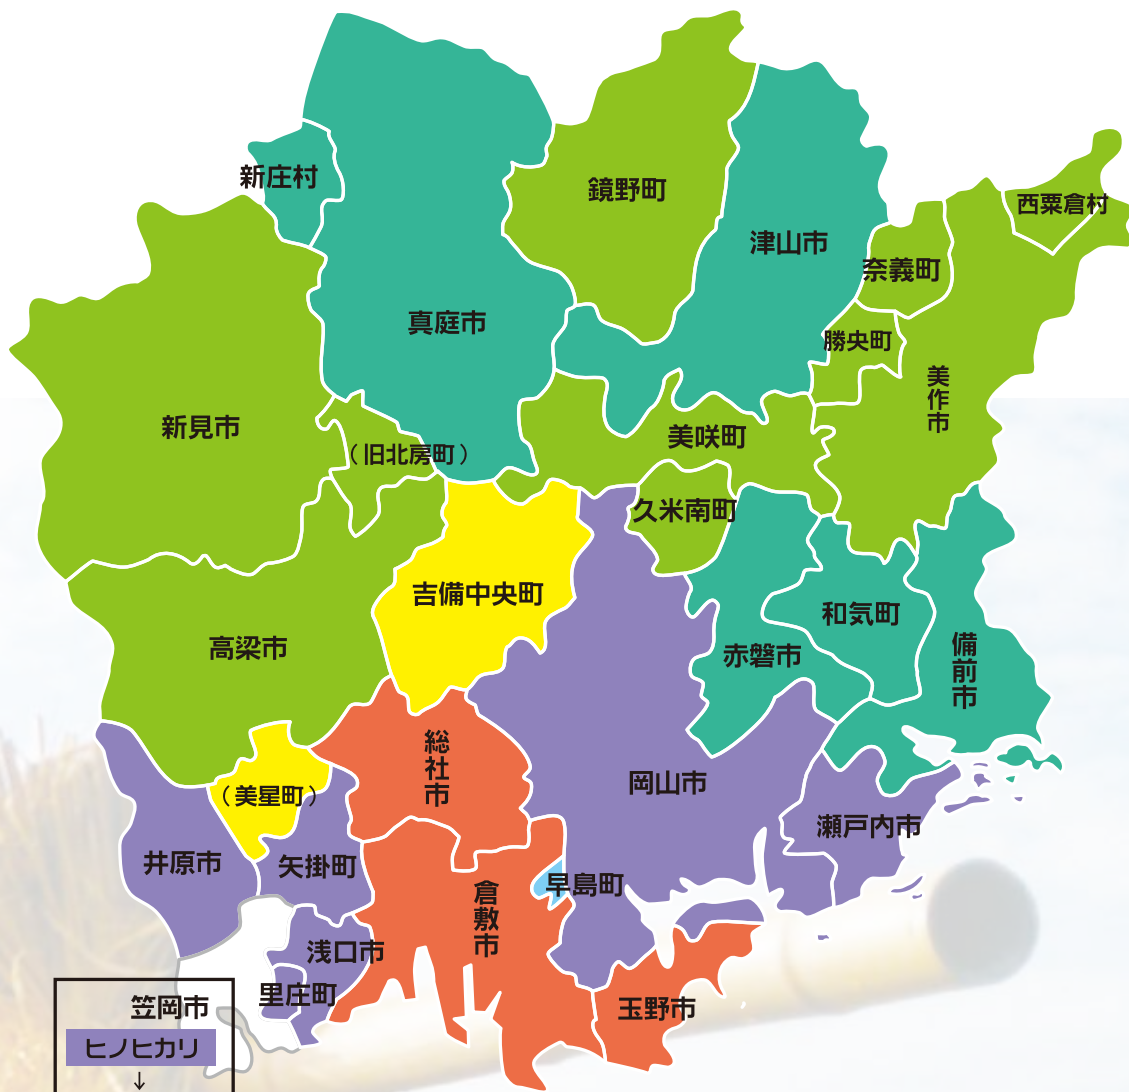 新庄村
鏡野町
西粟倉村
津山市
奈義町
真庭市
勝央町
美作市
新見市
美咲町
（旧北房町）
久米南町
吉備中央町
和気町
高梁市
赤磐市
備前市
総社市
岡山市
（美星町）
瀬戸内市
井原市
矢掛町
早島町
倉敷市
浅口市
里庄町
笠岡市
玉野市
ヒノヒカリ
↓